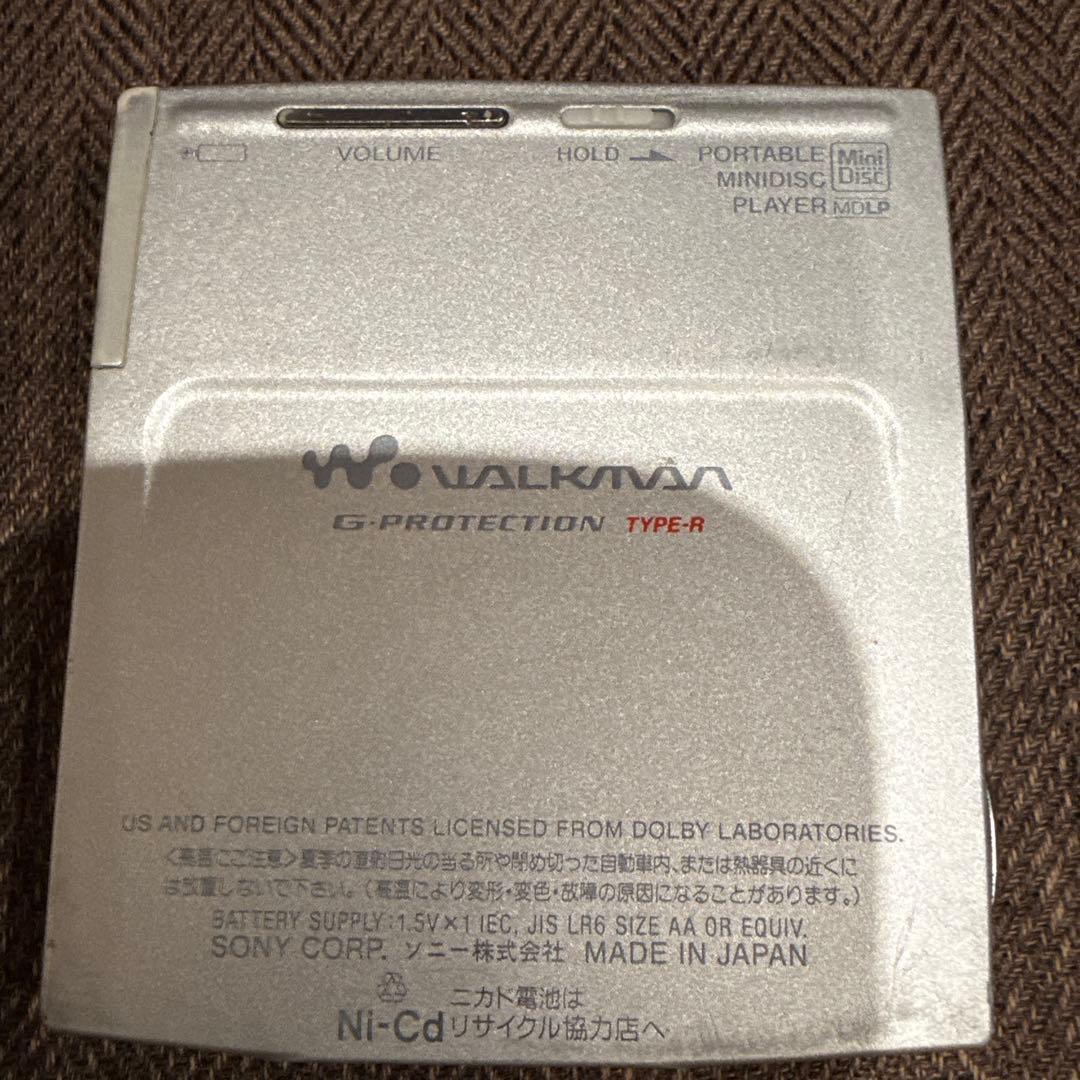 VOLUME
HOLD
PORTABLE
MINIDISC
PLAYER
Mini
Disc
MDLP
WALKMAN
G-PROTECTION TYPE-R
US AND FOREIGN PATENTS LICENSED FROM DOLBY LABORATORIES.
<高温にご注意>夏季の直射日光の当る所や閉め切った自動車内、または熱器具の近くに
は放置しないで下さい。(高温により変形・変色・故障の原因になることがあります。)
BATTERY SUPPLY:1.5V×1 IEC, JIS LR6 SIZE AA OR EQUIV.
SONY CORP. ソニー株式会社 MADE IN JAPAN
ニカド電池は
Ni-Cd リサイクル協力店へ